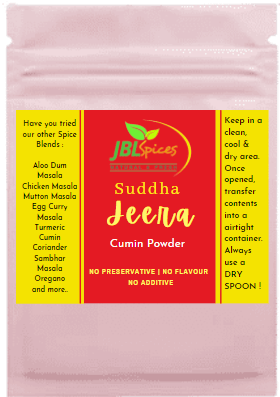 Have you tried
our other Spice
Blends :
Aloo Dum
Masala
Chicken Masala
Mutton Masala
Egg Curry
Masala
Turmeric
Cumin
Coriander
Sambhar
Masala
Oregano
and more..
JBLSpices
Suddha
Jeera
Cumin Powder
NO PRESERVATIVE | NO FLAVOUR
NO ADDITIVE
Keep in a
clean,
cool &
dry area.
Once
opened,
transfer
contents
into a
airtight
container.
Always
use a
DRY
SPOON !